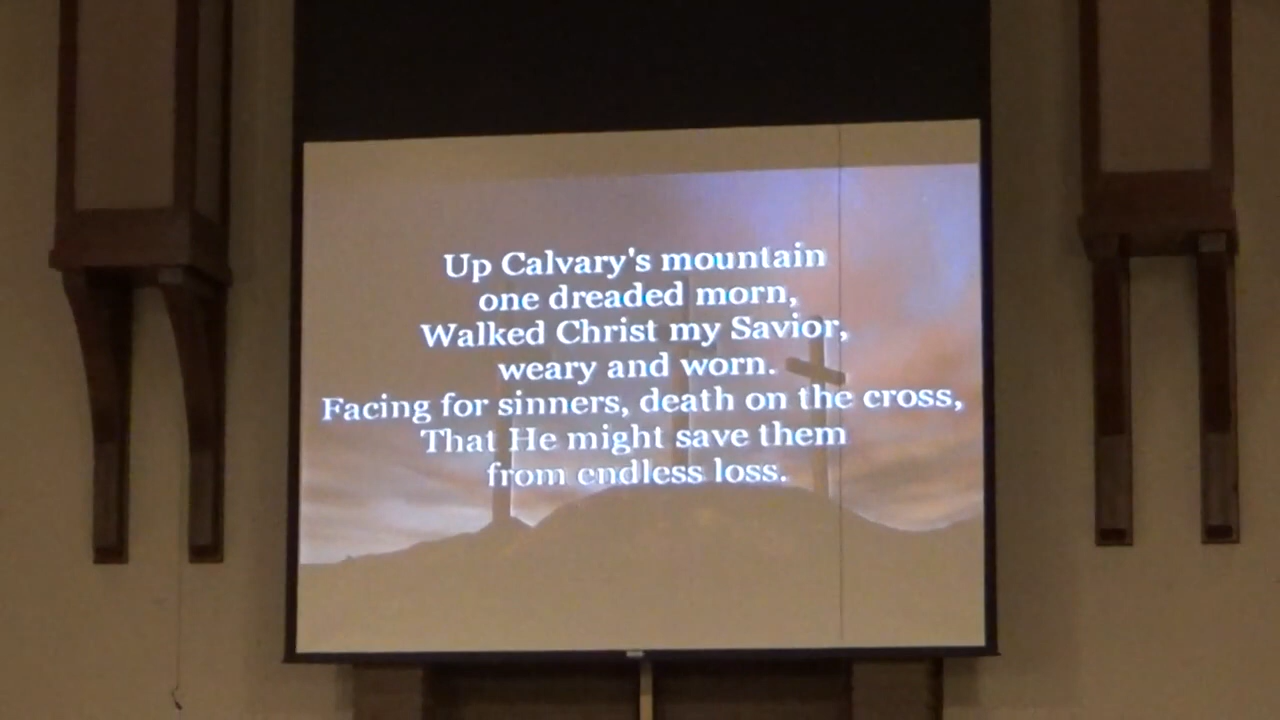 Up Calvary's mountain
one dreaded morn,
Walked Christ my Savior,
weary and worn.
Facing for sinners, death on the cross,
That He might save them
from endless loss.